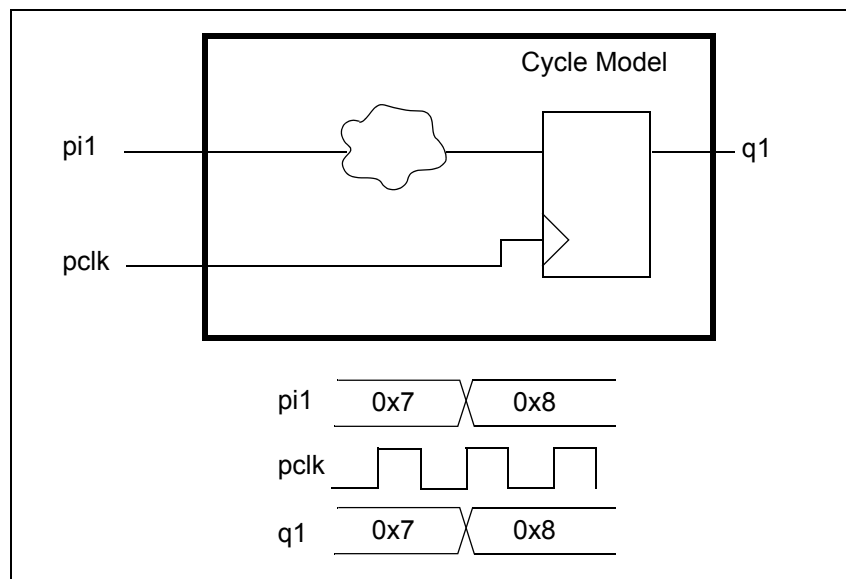 Cycle Model
pi1
q1
pclk
pi1 0x7 0x8
pclk
q1 0x7 0x8